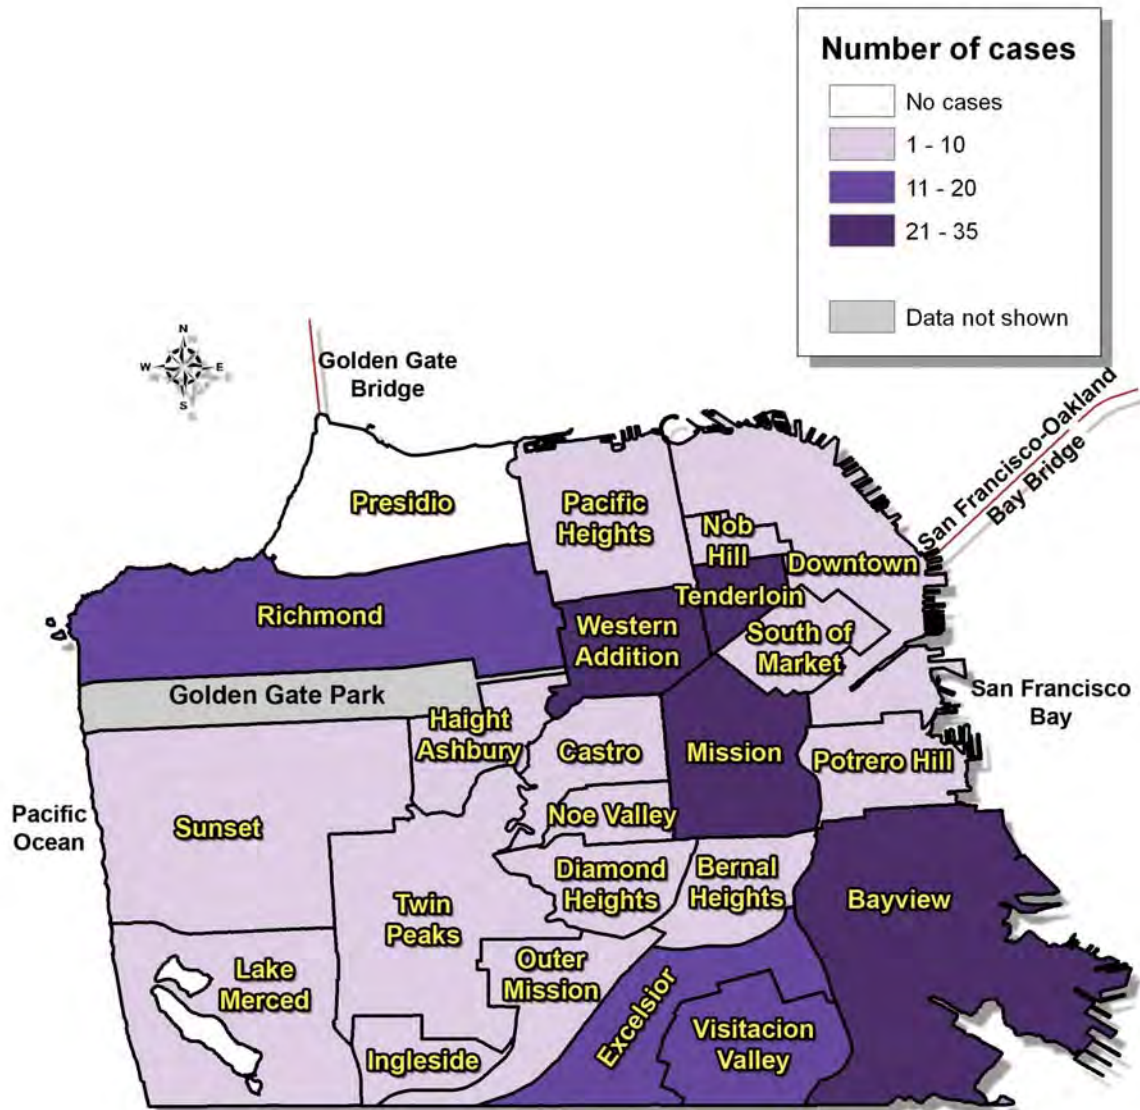 Number of cases
No cases
1 - 10
11 - 20
21 - 35
Data not shown
N
W
E
S
Golden Gate
Bridge
San Francisco-Oakland
Bay Bridge
Presidio
Pacific
Heights
Nob
Hill
Downtown
Richmond
Tenderloin
Western
Addition
South of
Market
Golden Gate Park
San Francisco
Bay
Haight
Ashbury
Castro
Mission
Potrero Hill
Pacific
Ocean
Sunset
Noe Valley
Diamond
Heights
Bernal
Heights
Bayview
Twin
Peaks
Lake
Merced
Outer
Mission
Excelsior
Visitacion
Valley
Ingleside